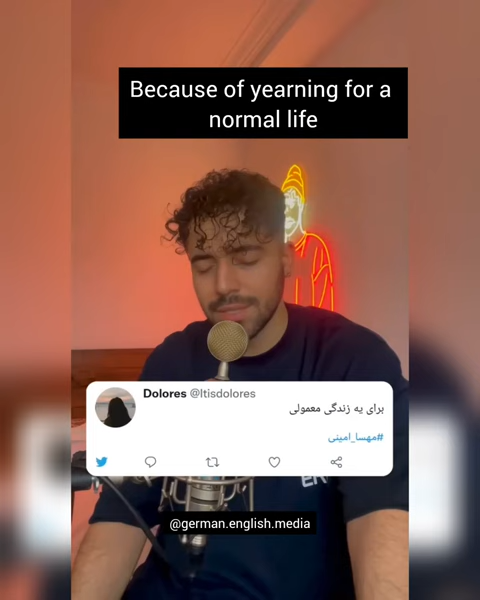 Because of yearning for a
normal life
Dolores @ltisdolores
برای یه زندگی معمولی
#مهسا_امینی
@german.english.media